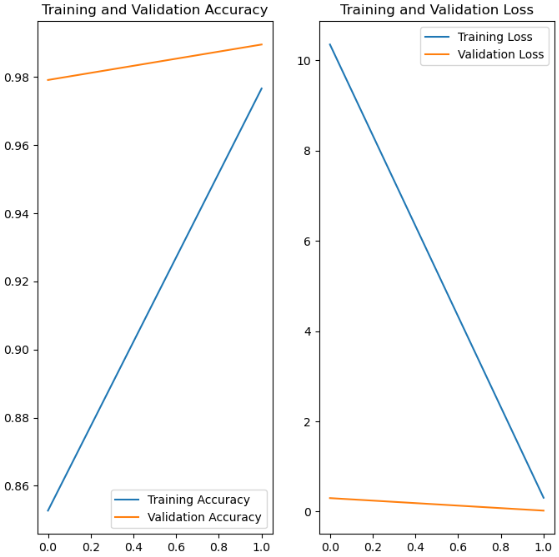 Training and Validation Accuracy
0.98
0.96
0.94
0.92
0.90
0.88
0.86
Training Accuracy
Validation Accuracy
0.0 0.2 0.4 0.6 0.8 1.0
Training and Validation Loss
Training Loss
Validation Loss
10
8
6
4
2
0
0.0 0.2 0.4 0.6 0.8 1.0